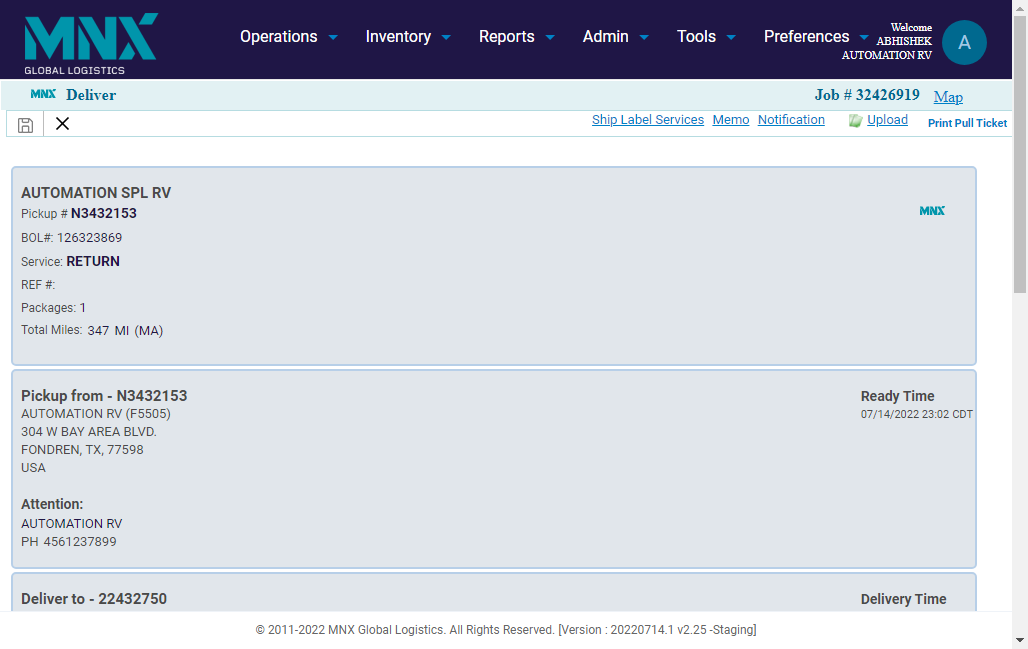 MNX
GLOBAL LOGISTICS
Operations Inventory Reports Admin Tools Preferences
Welcome
ABHISHEK
AUTOMATION RV
A
MNX Deliver Job # 32426919 Map
Ship Label Services Memo Notification Upload Print Pull Ticket
AUTOMATION SPL RV
Pickup # N3432153
MNX
BOL#: 126323869
Service: RETURN
REF #:
Packages: 1
Total Miles: 347 MI (MA)
Pickup from - N3432153 Ready Time
AUTOMATION RV (F5505) 07/14/2022 23:02 CDT
304 W BAY AREA BLVD.
FONDREN, TX, 77598
USA
Attention:
AUTOMATION RV
PH 4561237899
Deliver to - 22432750 Delivery Time
© 2011-2022 MNX Global Logistics. All Rights Reserved. [Version : 20220714.1 v2.25 -Staging]